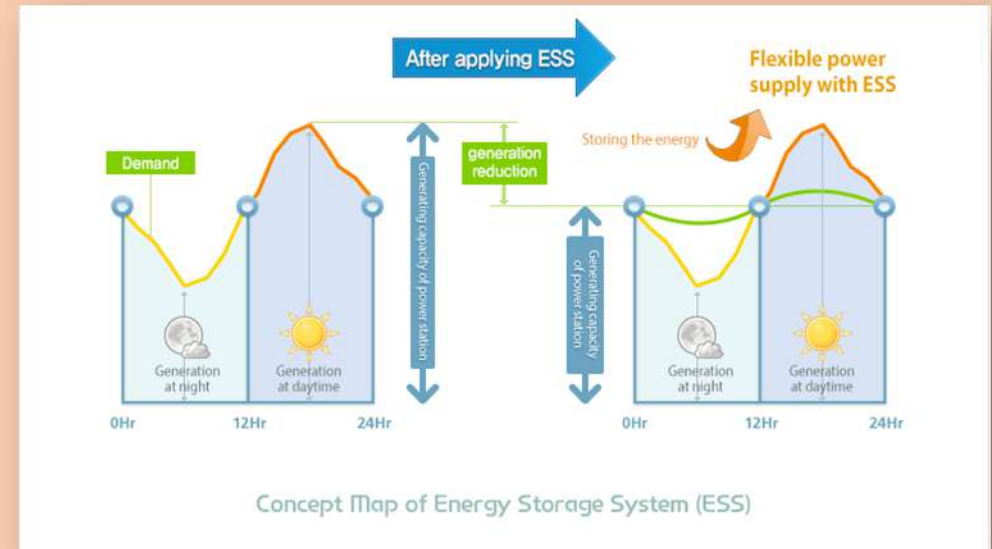 After applying ESS
Flexible power
supply with ESS
Demand
Generating capacity of power station
generation
reduction
Storing the energy
Generating capacity
of power station
Generation
at night
Generation
at daytime
Generation
at night
Generation
at daytime
0Hr
12Hr
24Hr
0Hr
12Hr
24Hr
Concept Map of Energy Storage System (ESS)